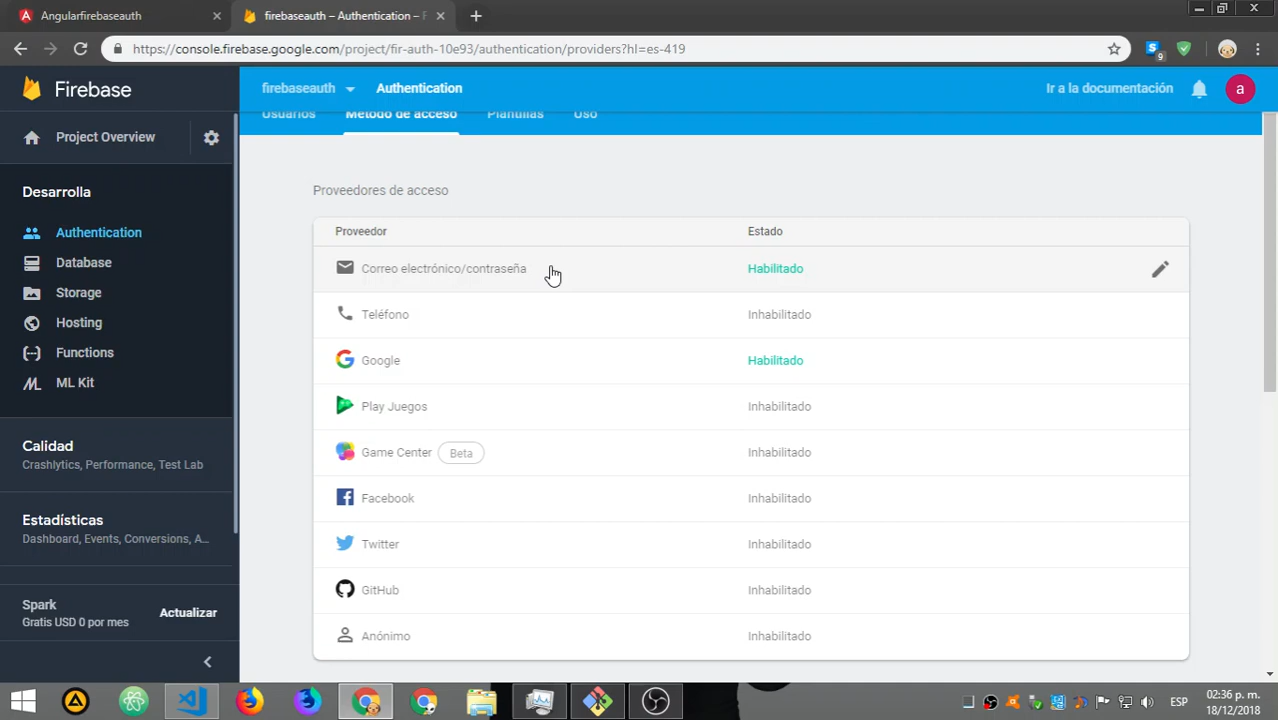 Angularfirebaseauth
firebaseauth – Authentication – F
https://console.firebase.google.com/project/fir-auth-10e93/authentication/providers?hl=es-419
9
Firebase
firebaseauth
Authentication
Ir a la documentación
a
Project Overview
Usuarios
Método de acceso
Plantillas
Uso
Desarrolla
Authentication
Database
Storage
Hosting
Functions
ML Kit
Calidad
Crashlytics, Performance, Test Lab
Estadísticas
Dashboard, Events, Conversions, A...
Spark
Gratis USD 0 por mes
Actualizar
Proveedores de acceso
Proveedor
Estado
Correo electrónico/contraseña
Habilitado
Teléfono
Inhabilitado
Google
Habilitado
Play Juegos
Inhabilitado
Game Center
Beta
Inhabilitado
Facebook
Inhabilitado
Twitter
Inhabilitado
GitHub
Inhabilitado
Anónimo
Inhabilitado
ESP
02:36 p. m.
18/12/2018